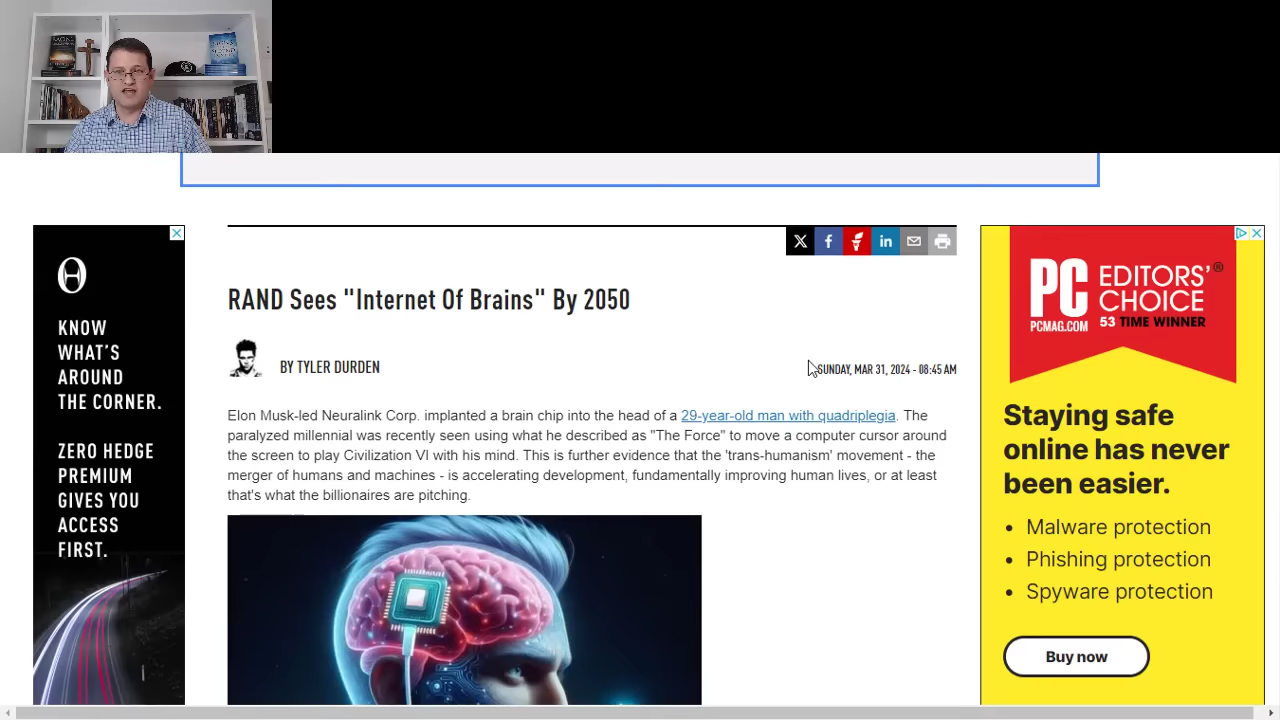 RAND Sees "Internet Of Brains" By 2050
BY TYLER DURDEN
SUNDAY, MAR 31, 2024 - 08:45 AM
Elon Musk-led Neuralink Corp. implanted a brain chip into the head of a 29-year-old man with quadriplegia. The
paralyzed millennial was recently seen using what he described as "The Force" to move a computer cursor around
the screen to play Civilization VI with his mind. This is further evidence that the 'trans-humanism' movement - the
merger of humans and machines - is accelerating development, fundamentally improving human lives, or at least
that's what the billionaires are pitching.
KNOW
WHAT'S
AROUND
THE CORNER.
ZERO HEDGE
PREMIUM
GIVES YOU
ACCESS
FIRST.
PC
PCMAG.COM
EDITORS'®
CHOICE
53 TIME WINNER
Staying safe
online has never
been easier.
• Malware protection
• Phishing protection
• Spyware protection
Buy now